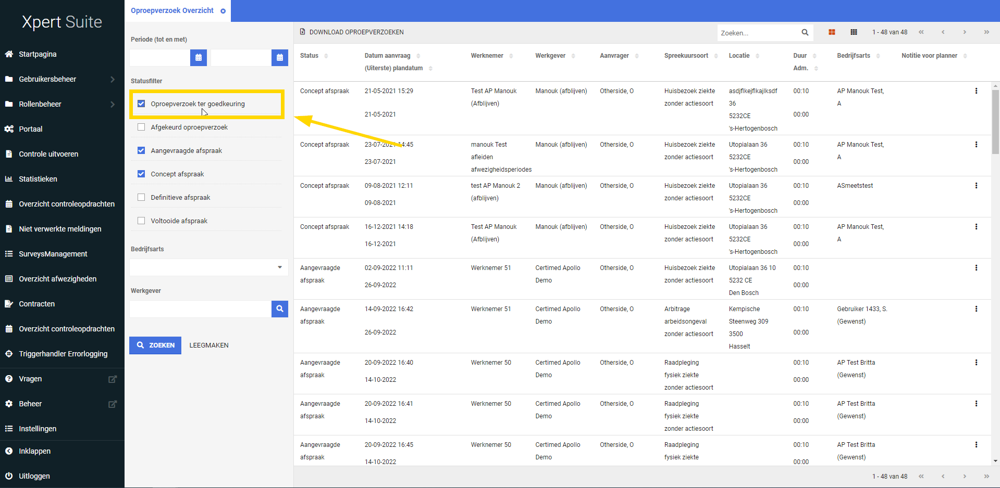 Xpert Suite
Startpagina
Gebruikersbeheer
Rollenbeheer
Portaal
Controle uitvoeren
Statistieken
Overzicht controleopdrachten
Niet verwerkte meldingen
SurveysManagement
Overzicht afwezigheden
Contracten
Overzicht controleopdrachten
Triggerhandler Errorlogging
Vragen
Beheer
Instellingen
Inklappen
Uitloggen
Oproepverzoek Overzicht
Periode (tot en met)
Statusfilter
Oproepverzoek ter goedkeuring
Afgekeurd oproepverzoek
Aangevraagde afspraak
Concept afspraak
Definitieve afspraak
Voltooide afspraak
Bedrijfsarts
Werkgever
ZOEKEN LEEGMAKEN
DOWNLOAD OPROEPVERZOEKEN Zoeken... 1 - 48 van 48
Status Datum aanvraag Werknemer Werkgever Aanvrager Spreekuursoort Locatie Duur Bedrijfsarts Notitie voor planner
(Uiterste) plandatum Adm.
Concept afspraak 21-05-2021 15:29 Test AP Manouk Manouk (afblijven) Otherside, O Huisbezoek ziekte asdjflkejflkajlksdf 00:10 AP Manouk Test,
(Afblijven) zonder actiesoort 36 A
21-05-2021 5232CE 00:00
's-Hertogenbosch
Concept afspraak 23-07-2021 14:45 manouk Test Manouk (afblijven) Otherside, O Huisbezoek ziekte Utopialaan 36 00:10 AP Manouk Test,
afleiden zonder actiesoort 5232CE A
23-07-2021 afwezigheidsperiodes 's-Hertogenbosch 00:00
Concept afspraak 09-08-2021 12:11 test AP Manouk 2 Manouk (afblijven) Otherside, O Huisbezoek ziekte Utopialaan 36 00:10 ASmeetstest
(afblijven) zonder actiesoort 5232CE
09-08-2021 's-Hertogenbosch 00:00
Concept afspraak 16-12-2021 14:18 Test AP Manouk Manouk (afblijven) Otherside, O Huisbezoek ziekte Utopialaan 36 00:10 AP Manouk Test,
(Afblijven) zonder actiesoort 5232CE A
16-12-2021 's-Hertogenbosch 00:00
Aangevraagde 02-09-2022 11:11 Werknemer 51 Certimed Apollo Otherside, O Huisbezoek ziekte Utopialaan 36 10 00:10
afspraak Demo zonder actiesoort 5232 CE
26-09-2022 Den Bosch 00:00
Aangevraagde 14-09-2022 16:42 Werknemer 51 Certimed Apollo Otherside, O Arbitrage Kempische 00:10 Gebruiker 1433, S.
afspraak Demo arbeidsongeval Steenweg 309 (Gewenst)
26-09-2022 zonder actiesoort 3500 00:00
Hasselt
Aangevraagde 20-09-2022 16:40 Werknemer 50 Certimed Apollo Otherside, O Raadpleging 00:10 AP Test Britta
afspraak Demo fysiek ziekte (Gewenst)
14-10-2022 zonder actiesoort 00:00
Aangevraagde 20-09-2022 16:41 Werknemer 50 Certimed Apollo Otherside, O Raadpleging 00:10 AP Test Britta
afspraak Demo fysiek ziekte (Gewenst)
14-10-2022 zonder actiesoort 00:00
Aangevraagde 20-09-2022 16:45 Werknemer 50 Certimed Apollo Otherside, O Raadpleging 00:10 AP Test Britta
afspraak Demo fysiek ziekte (Gewenst)
14-10-2022 00:00
1 - 48 van 48